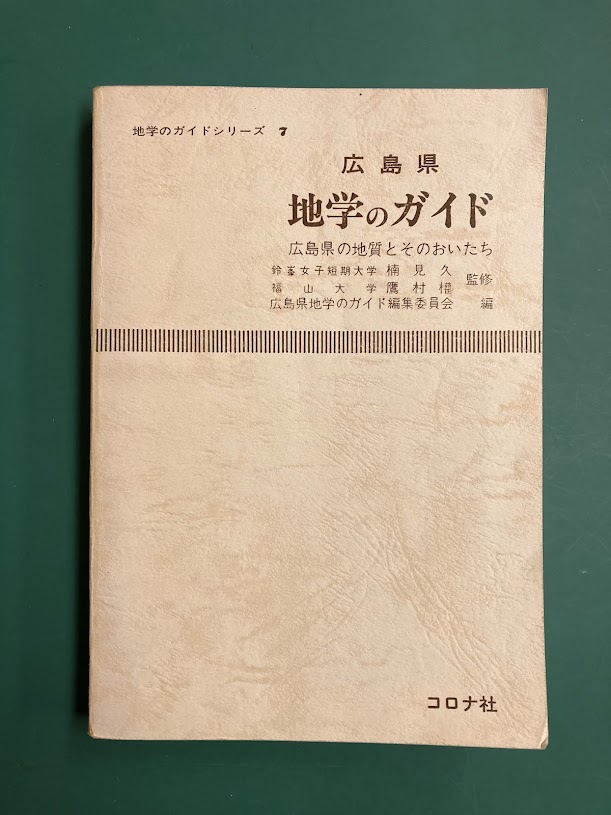 地学のガイドシリーズ 7
広島県
地学のガイド
広島県の地質とそのおいたち
鈴峯女子短期大学 楠見久 監修
福山大学 鷹村權
広島県地学のガイド編集委員会 編
コロナ社